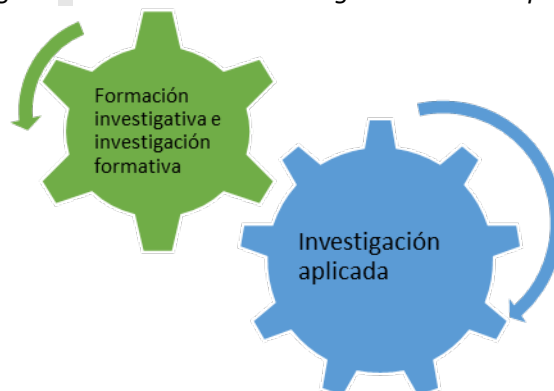 Formación
investigativa e
investigación
formativa
Investigación
aplicada